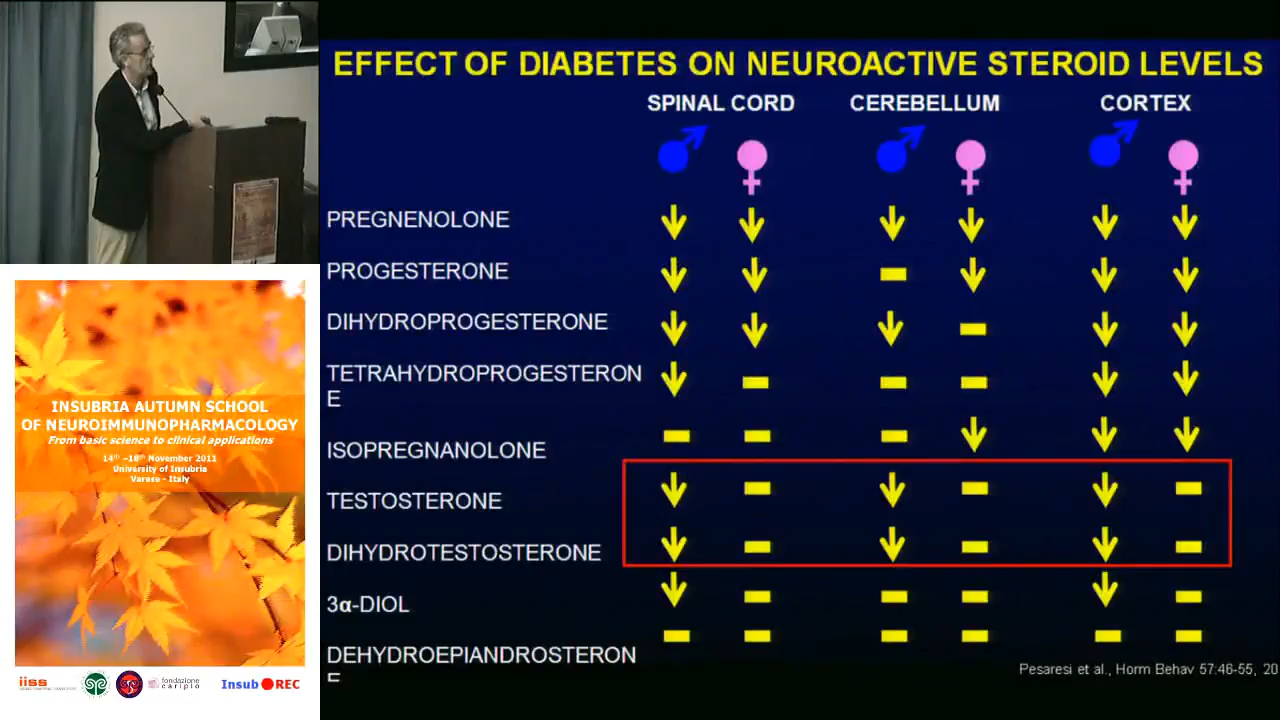 EFFECT OF DIABETES ON NEUROACTIVE STEROID LEVELS
SPINAL CORD CEREBELLUM CORTEX
PREGNENOLONE
PROGESTERONE
DIHYDROPROGESTERONE
TETRAHYDROPROGESTERON
E
ISOPREGNANOLONE
TESTOSTERONE
DIHYDROTESTOSTERONE
3α-DIOL
DEHYDROEPIANDROSTERON
E
Pesaresi et al., Horm Behav 57:46-55, 20
INSUBRIA AUTUMN SCHOOL
OF NEUROIMMUNOPHARMACOLOGY
From basic science to clinical applications
14th –18th November 2011
University of Insubria
Varese - Italy
iiss
fondazione
cariplo
InsubREC